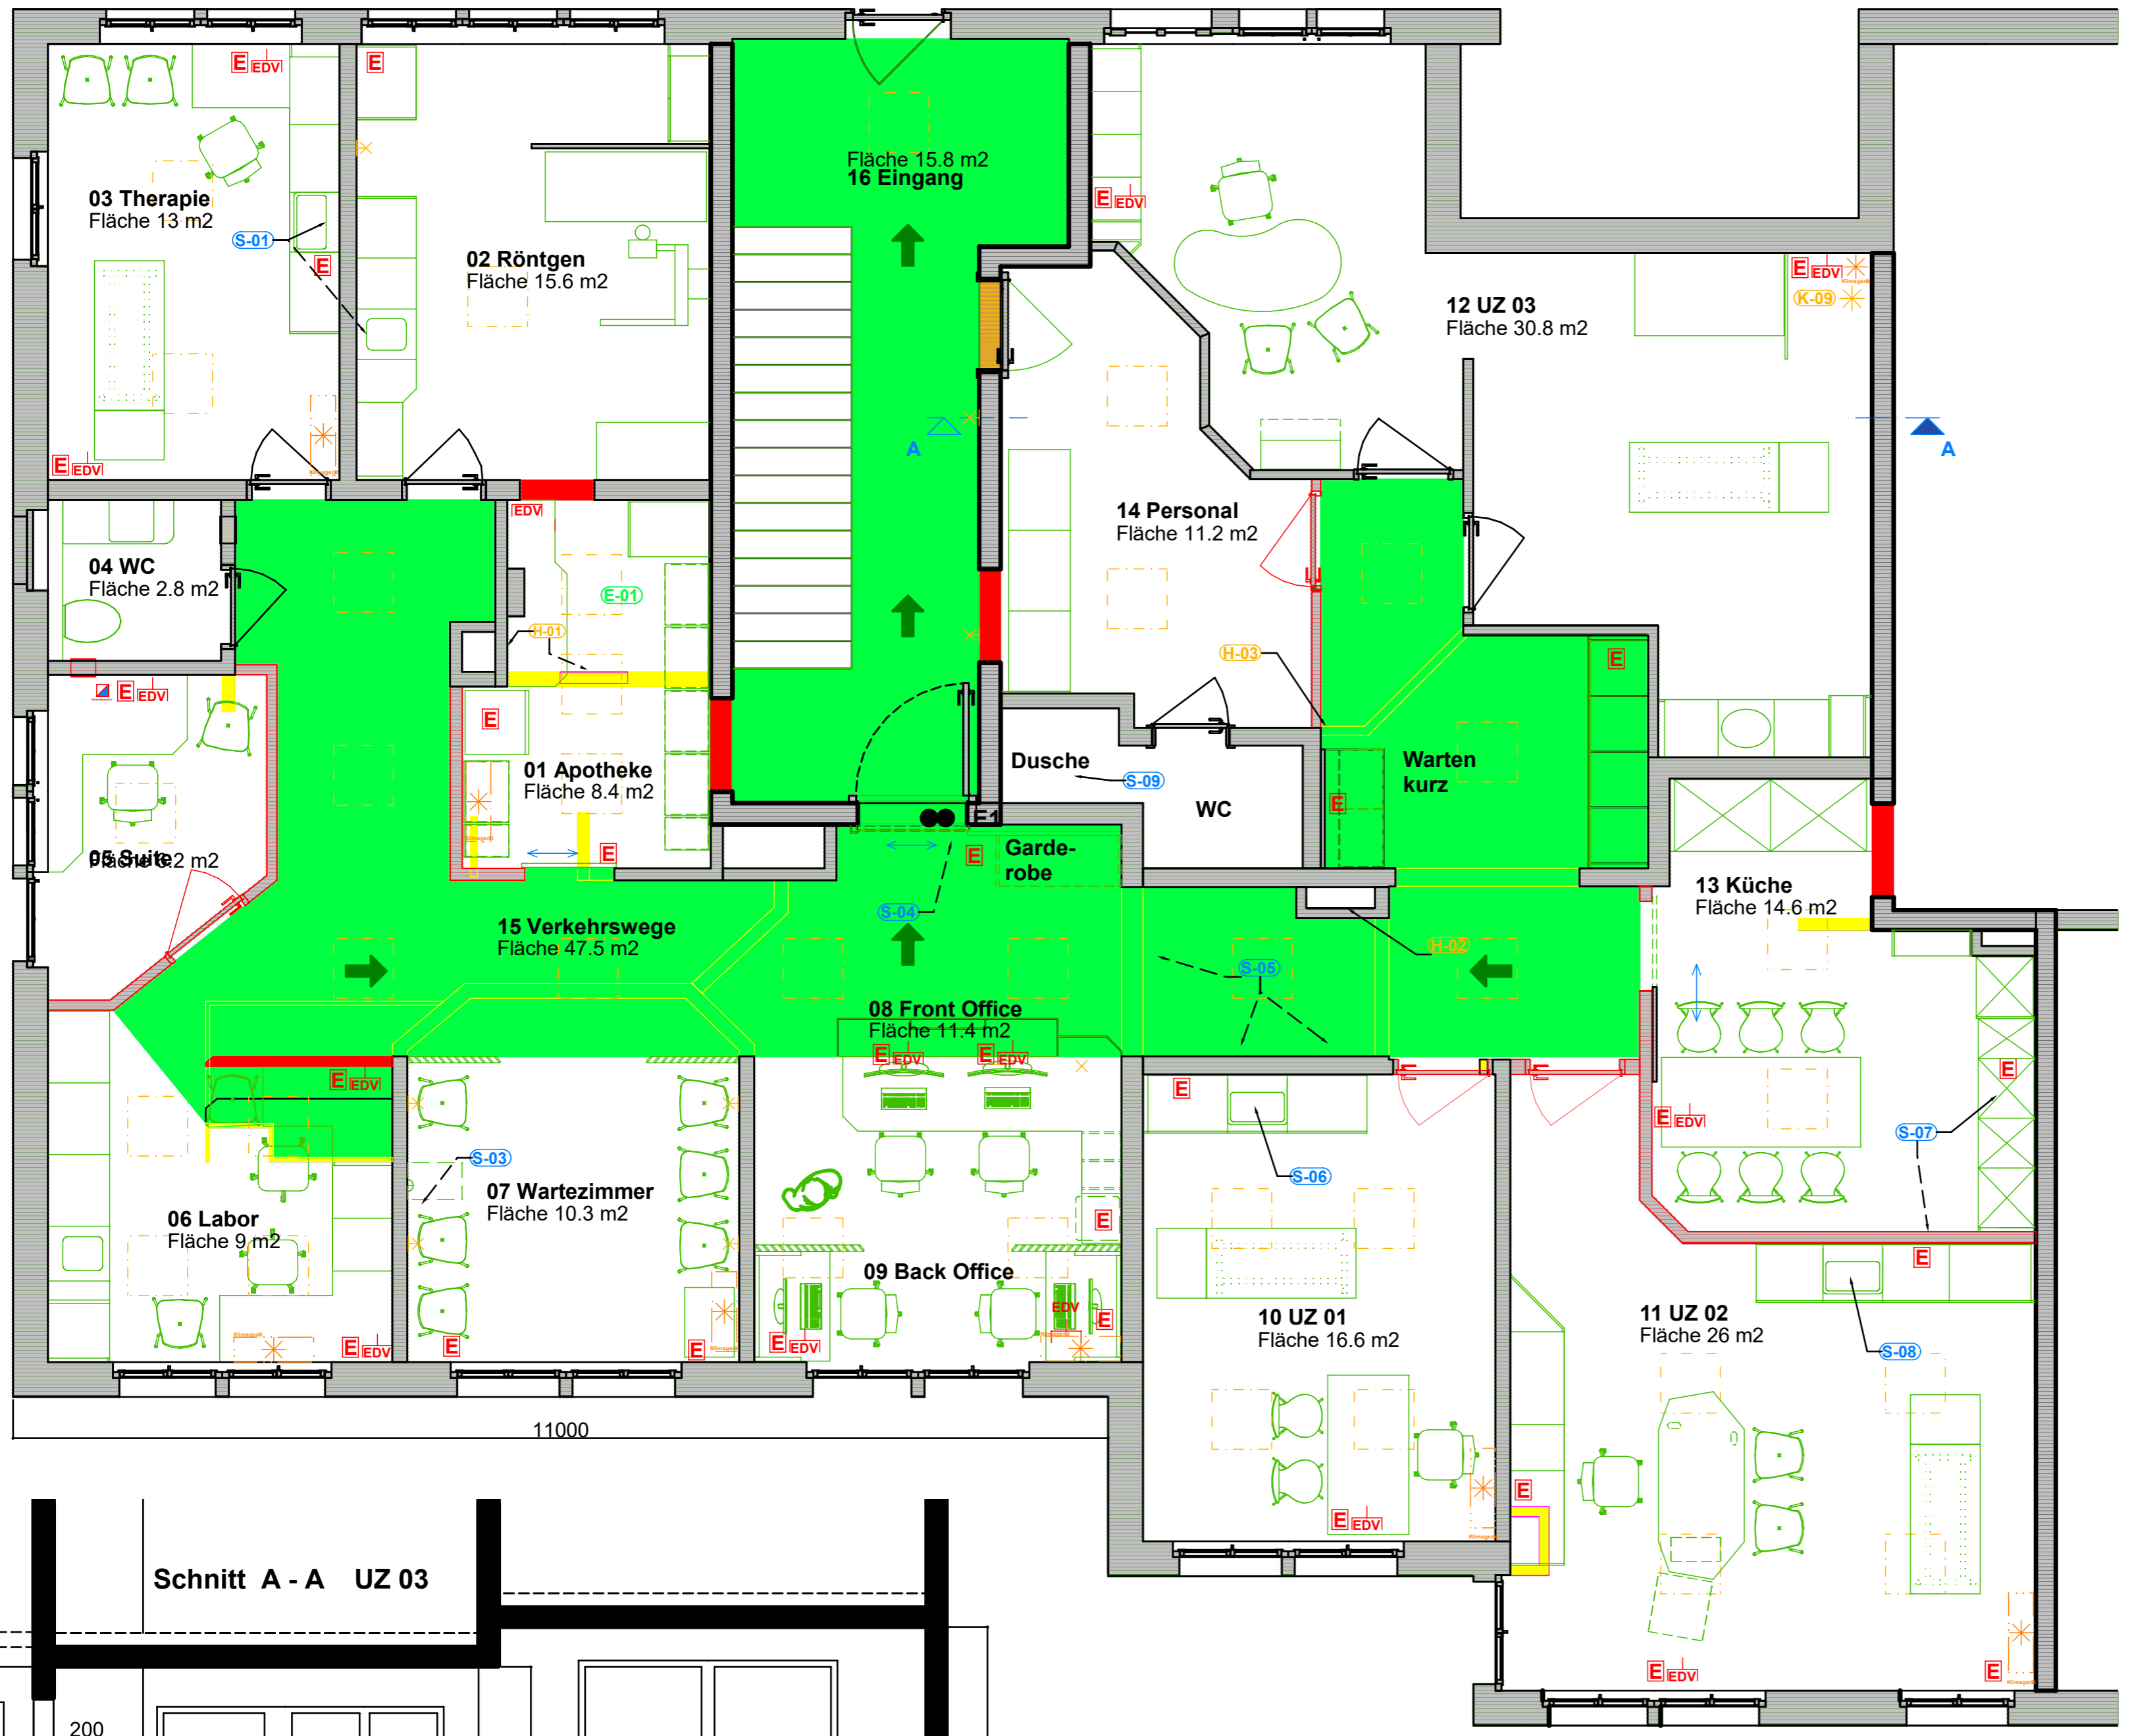 E EDV
E
03 Therapie
Fläche 13 m2
S-01
E
E EDV
02 Röntgen
Fläche 15.6 m2
Fläche 15.8 m2
16 Eingang
E EDV
12 UZ 03
Fläche 30.8 m2
E EDV
K-09
A
A
04 WC
Fläche 2.8 m2
EDV
E-01
H-01
14 Personal
Fläche 11.2 m2
H-03
E
E EDV
E
01 Apotheke
Fläche 8.4 m2
E
Klimagerät
05 Suite
Dusche
S-09
WC
Warten
kurz
E
E
Garde-
robe
S-04
15 Verkehrswege
Fläche 47.5 m2
S-05
H-02
13 Küche
Fläche 14.6 m2
08 Front Office
Fläche 11.4 m2
E EDV
E EDV
E EDV
E
E EDV
E
S-07
S-03
S-06
06 Labor
Fläche 9 m2
07 Wartezimmer
Fläche 10.3 m2
E
09 Back Office
EDV
E
E EDV
E
E
E EDV
10 UZ 01
Fläche 16.6 m2
E
11 UZ 02
Fläche 26 m2
S-08
11000
E
E EDV
E EDV
E
Schnitt A - A UZ 03
200